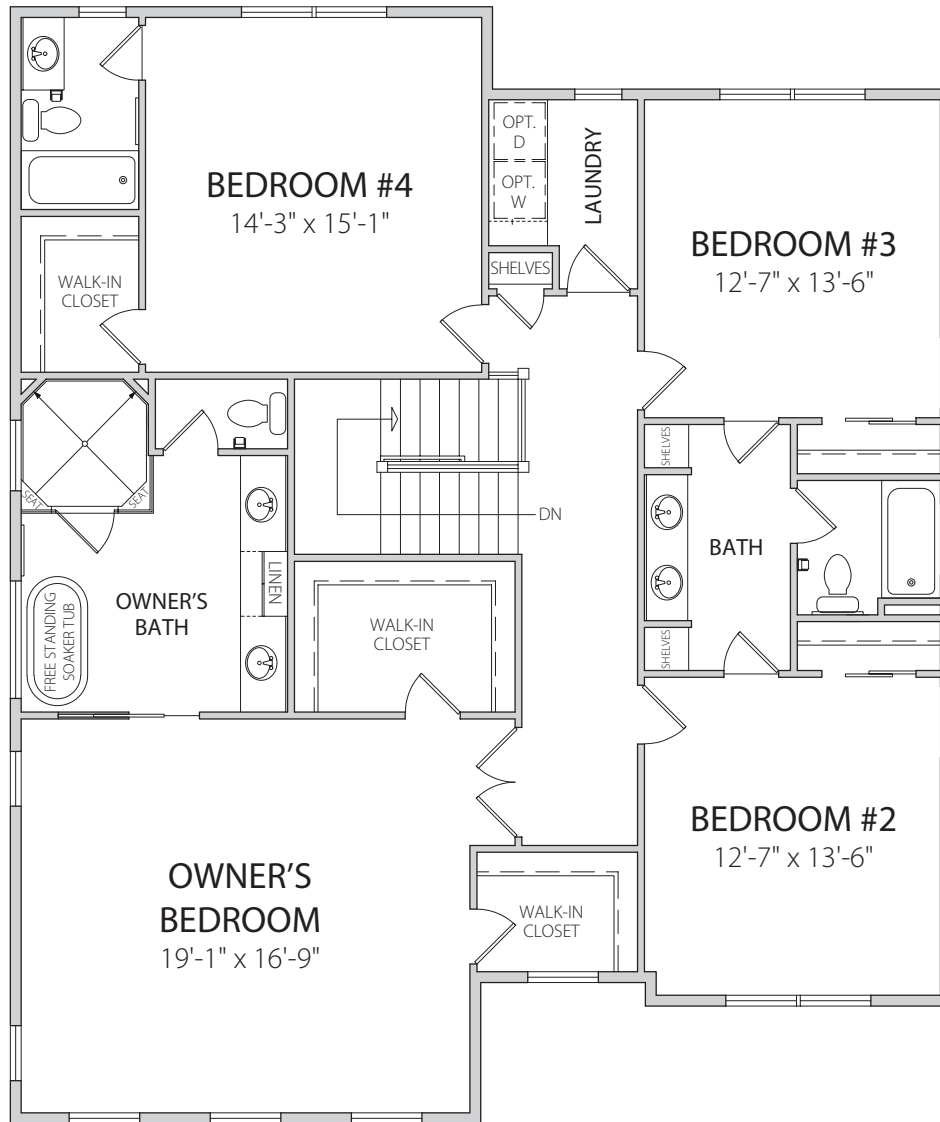 OPT.
D
OPT.
W
LAUNDRY
BEDROOM #4
14'-3" x 15'-1"
BEDROOM #3
12'-7" x 13'-6"
SHELVES
WALK-IN
CLOSET
SHELVES
SEAT
SEAT
DN
BATH
LINEN
OWNER'S
BATH
FREE STANDING
SOAKER TUB
WALK-IN
CLOSET
SHELVES
BEDROOM #2
12'-7" x 13'-6"
OWNER'S
BEDROOM
19'-1" x 16'-9"
WALK-IN
CLOSET